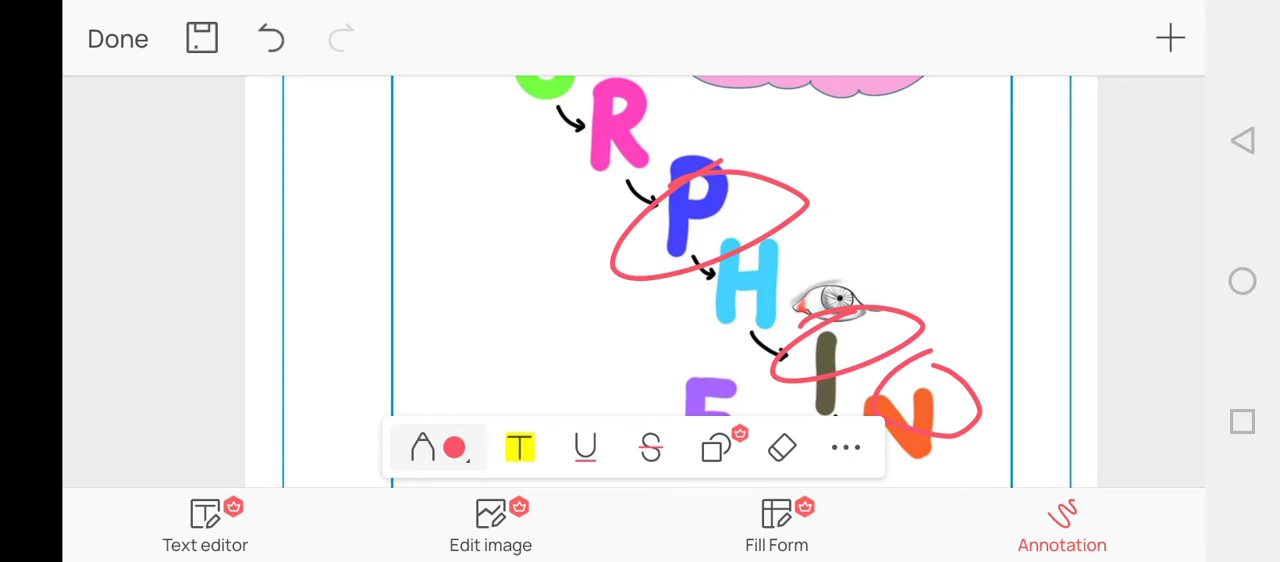 Done
R
P
H
I
N
T
U
S
Text editor
Edit image
Fill Form
Annotation